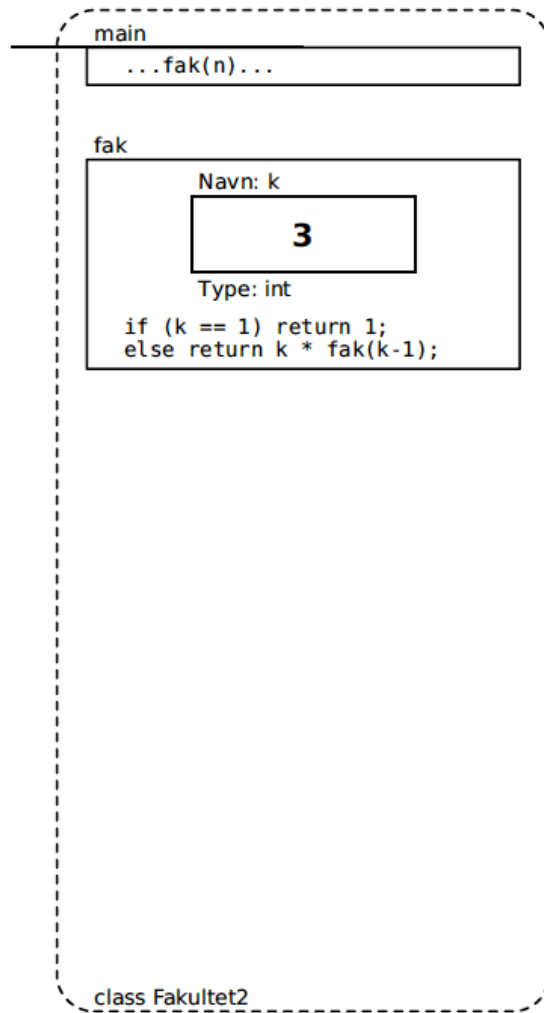 main
...fak(n)...
fak
Navn: k
3
Type: int
if (k == 1) return 1;
else return k * fak(k-1);
class Fakultet2